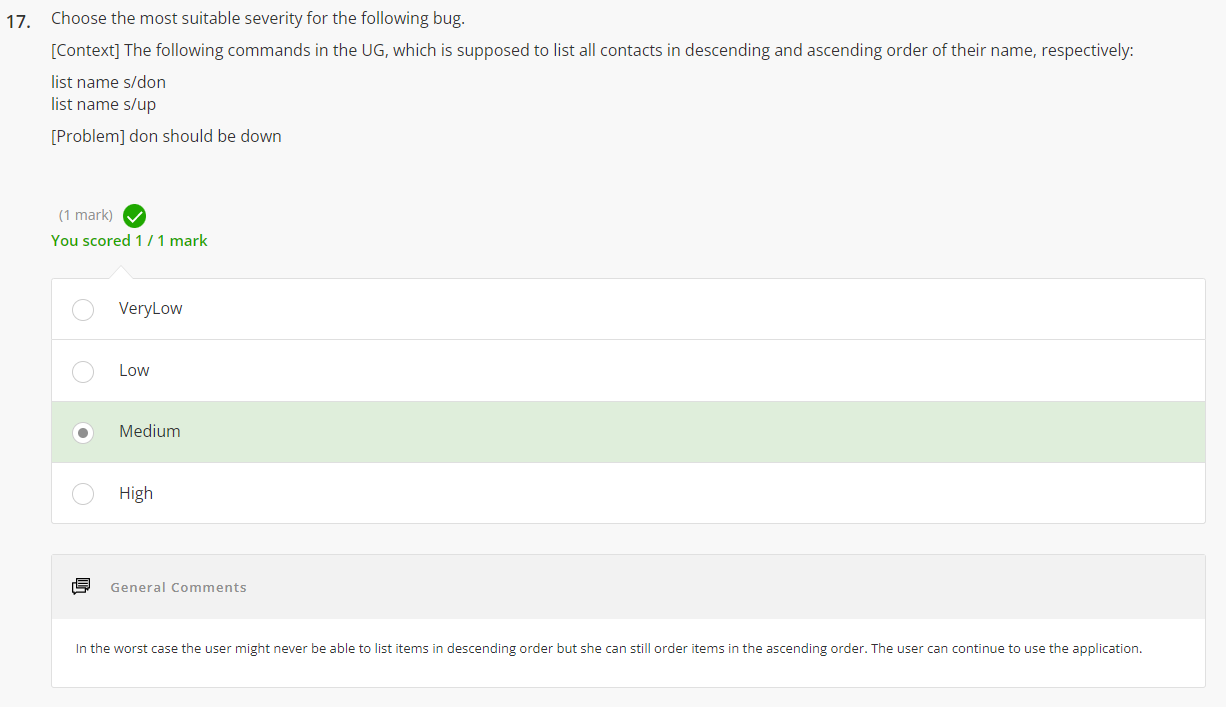 17. Choose the most suitable severity for the following bug.
[Context] The following commands in the UG, which is supposed to list all contacts in descending and ascending order of their name, respectively:
list name s/don
list name s/up
[Problem] don should be down
(1 mark)
You scored 1 / 1 mark
VeryLow
Low
Medium
High
General Comments
In the worst case the user might never be able to list items in descending order but she can still order items in the ascending order. The user can continue to use the application.